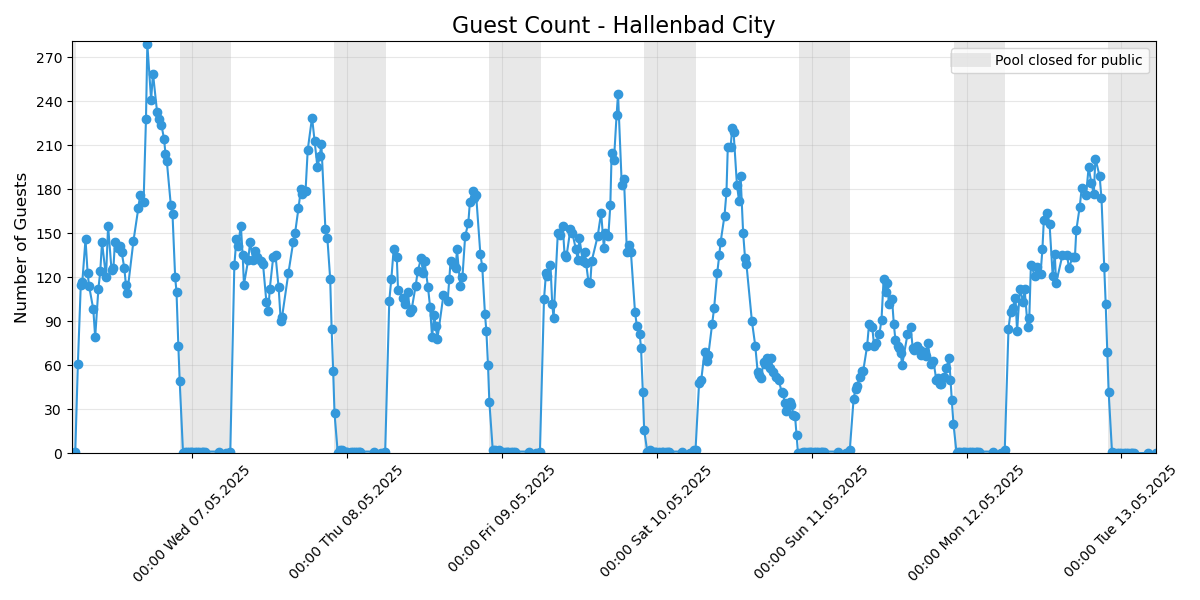 Guest Count - Hallenbad City
Pool closed for public
Number of Guests
270
240
210
180
150
120
90
60
30
0
00:00 Wed 07.05.2025
00:00 Thu 08.05.2025
00:00 Fri 09.05.2025
00:00 Sat 10.05.2025
00:00 Sun 11.05.2025
00:00 Mon 12.05.2025
00:00 Tue 13.05.2025